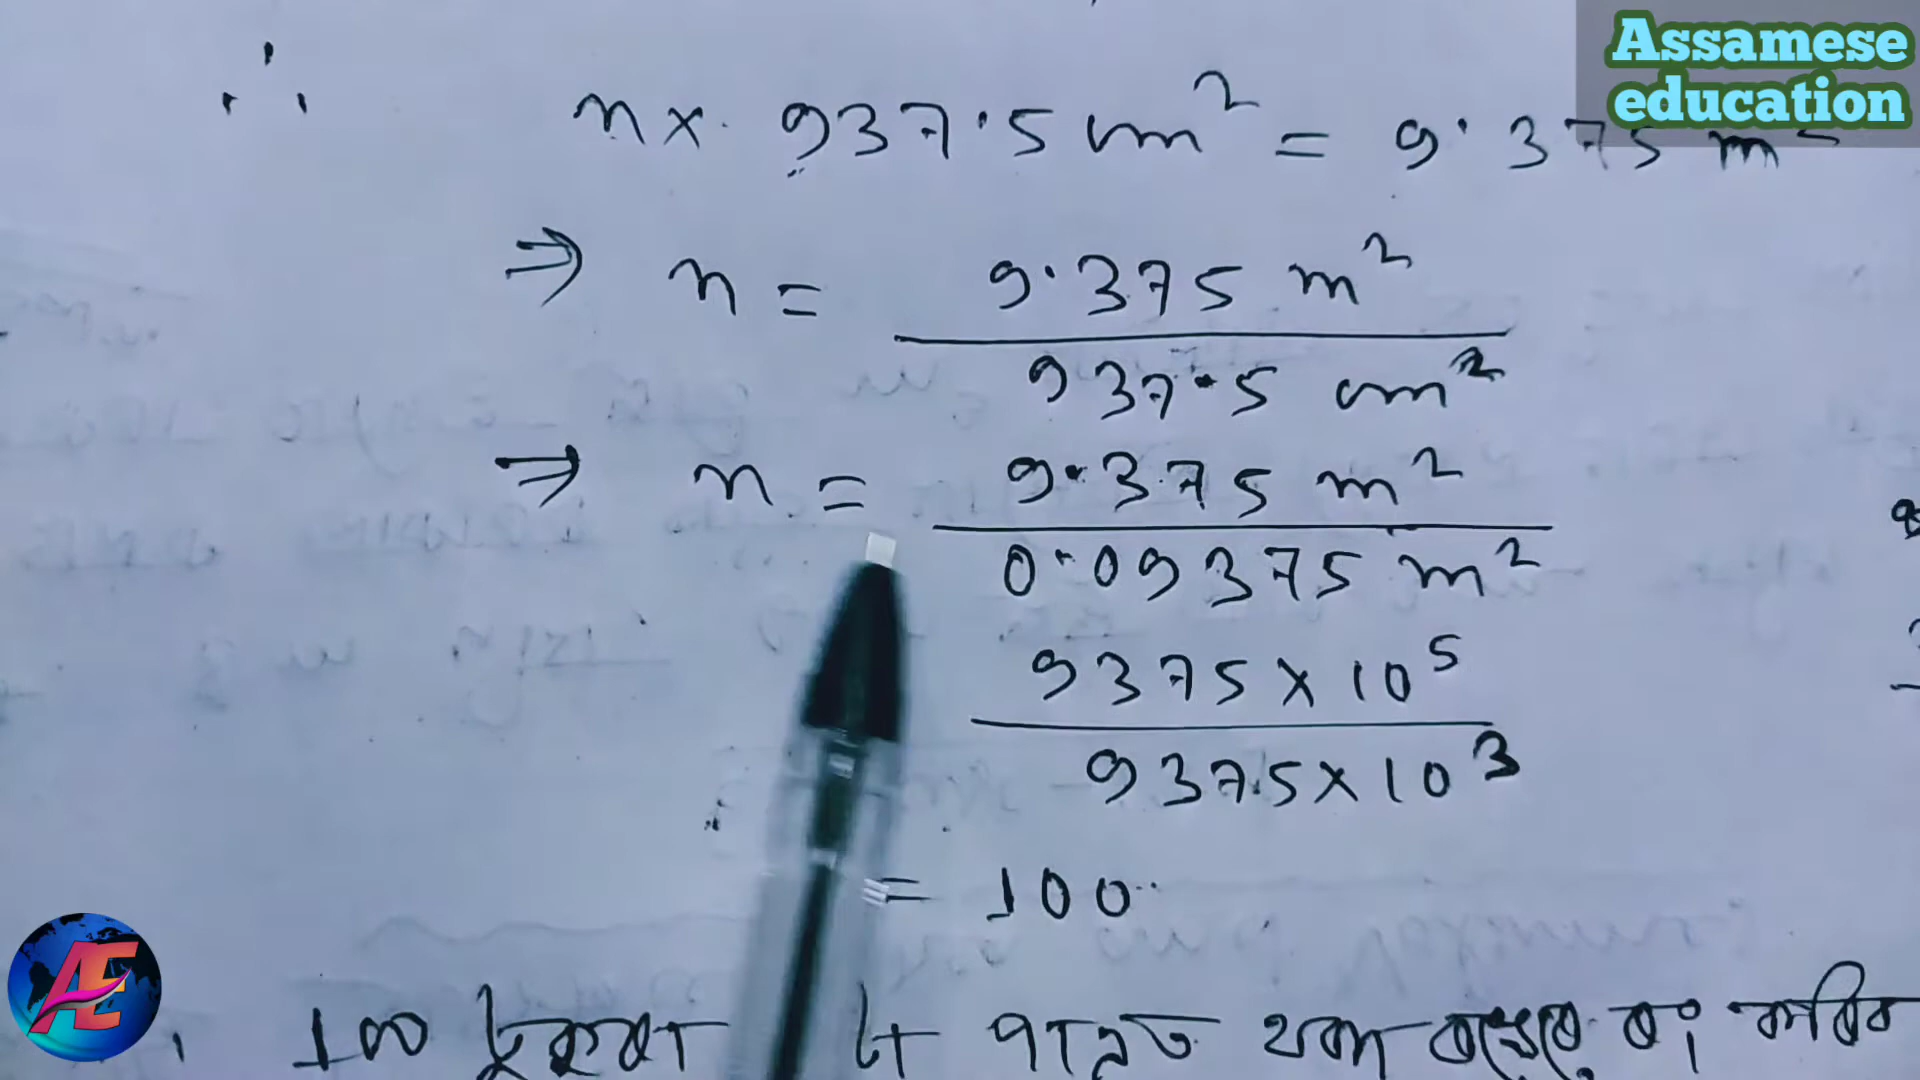 Assamese
education
∴ n × 937.5 cm² = 9.375 m²
⇒ n = 9.375 m²
937.5 cm²
⇒ n = 9.375 m²
0.09375 m²
9375 × 10⁵
9375 × 10³
= 100
AE
100 টুকুৰা